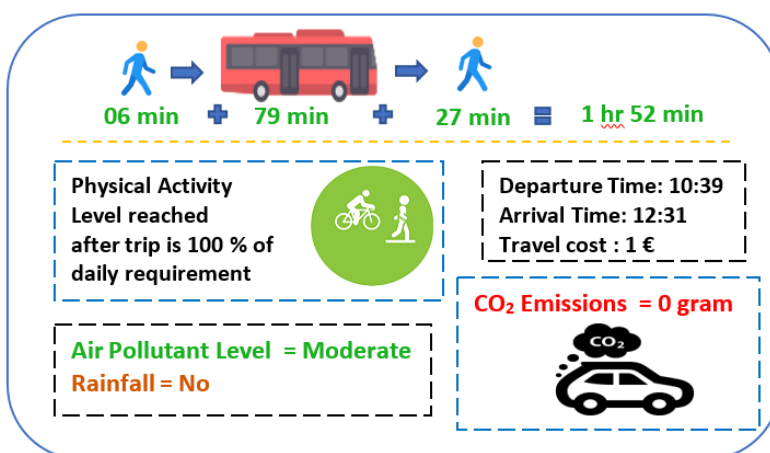 06 min + 79 min + 27 min = 1 hr 52 min
Physical Activity
Level reached
after trip is 100 % of
daily requirement
Departure Time: 10:39
Arrival Time: 12:31
Travel cost : 1 €
Air Pollutant Level = Moderate
Rainfall = No
CO₂ Emissions = 0 gram
CO₂